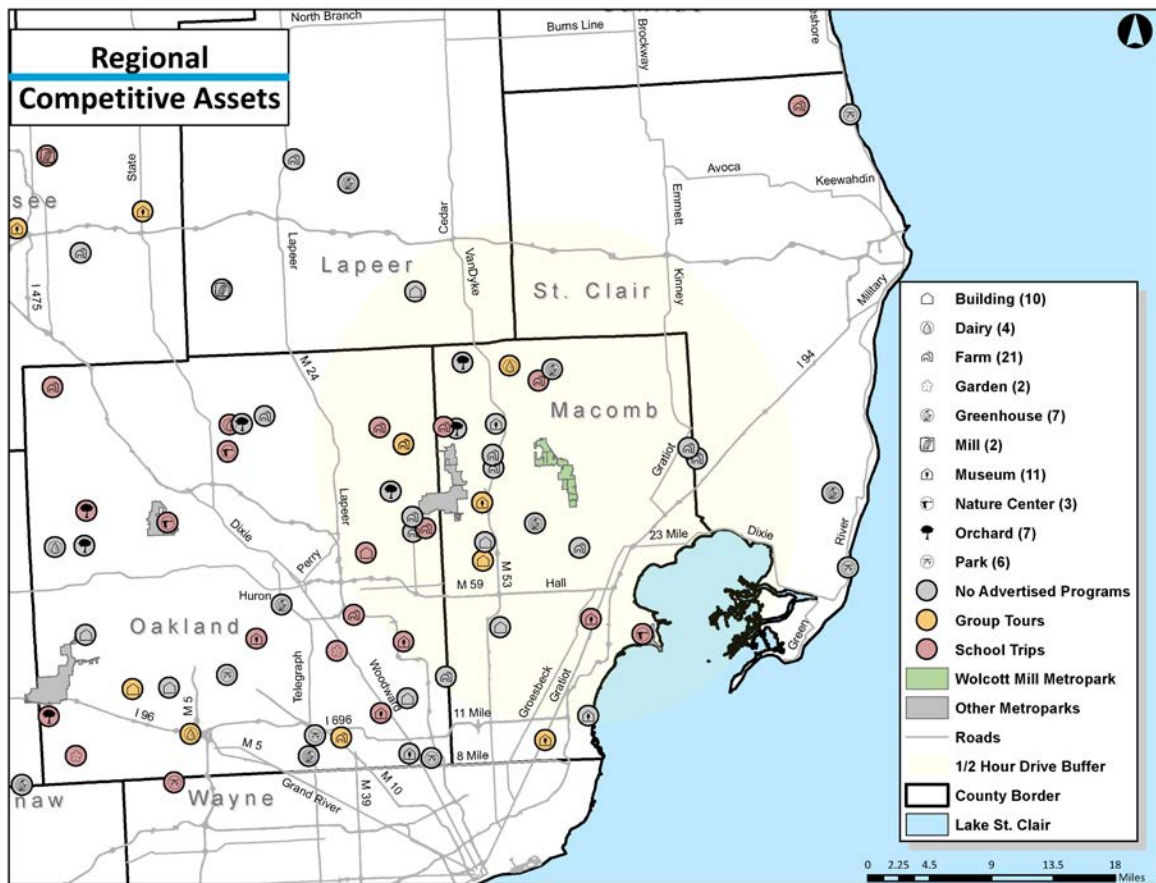 Regional
Competitive Assets
North Branch
Burns Line
Brockway
eshore
State
Avoca
Keewahdin
see
Cedar
Emmett
Lapeer
Lapeer
VanDyke
St. Clair
Kinney
Military
I 475
I 94
M 24
Macomb
Gratiot
Lapeer
Dixie
Perry
23 Mile
Dixie
River
M 59
M 53
Hall
Huron
Green
Oakland
Telegraph
Woodward
Groesbeck
Gratiot
M 5
I 96
I 696
11 Mile
M 5
8 Mile
M 39
M 10
Grand River
naw
Wayne
Building (10)
Dairy (4)
Farm (21)
Garden (2)
Greenhouse (7)
Mill (2)
Museum (11)
Nature Center (3)
Orchard (7)
Park (6)
No Advertised Programs
Group Tours
School Trips
Wolcott Mill Metropark
Other Metroparks
Roads
1/2 Hour Drive Buffer
County Border
Lake St. Clair
0 2.25 4.5 9 13.5 18
Miles